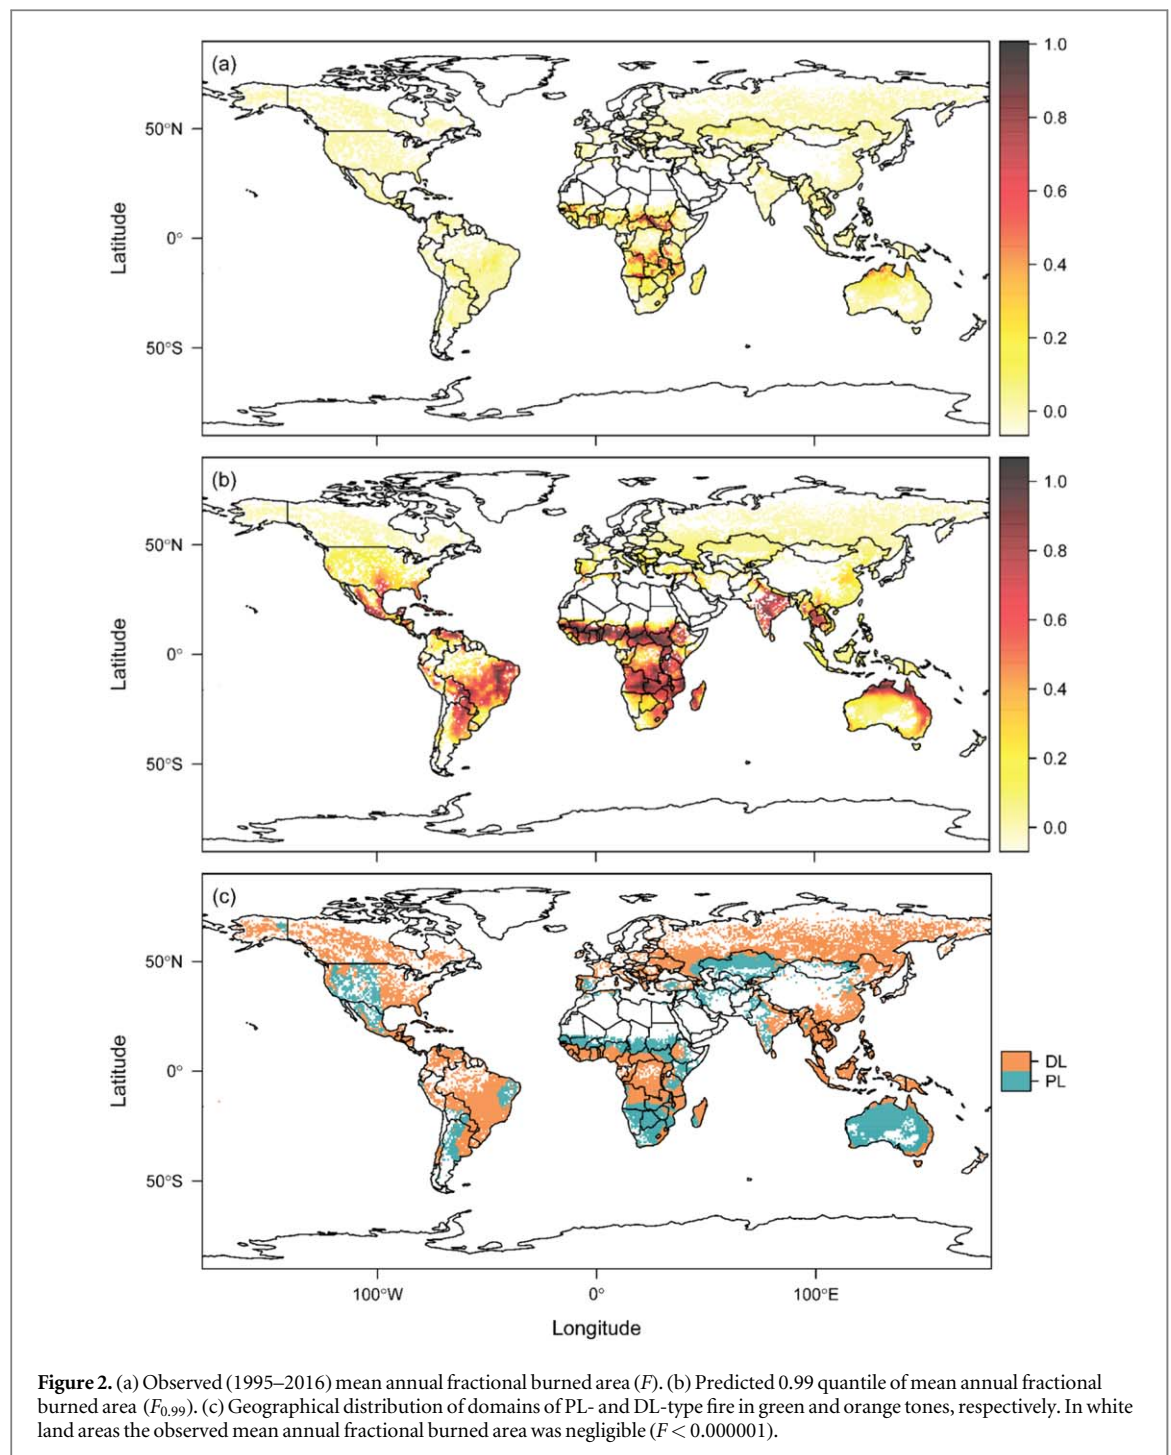 (a)
1.0
0.8
50°N
0.6
Latitude
0°
0.4
0.2
50°S
0.0
(b)
1.0
50°N
0.8
0.6
Latitude
0°
0.4
0.2
50°S
0.0
(c)
50°N
Latitude
0°
DL
PL
50°S
100°W 0° 100°E
Longitude
Figure 2. (a) Observed (1995–2016) mean annual fractional burned area (F). (b) Predicted 0.99 quantile of mean annual fractional
burned area (F0.99). (c) Geographical distribution of domains of PL- and DL-type fire in green and orange tones, respectively. In white
land areas the observed mean annual fractional burned area was negligible (F < 0.000001).